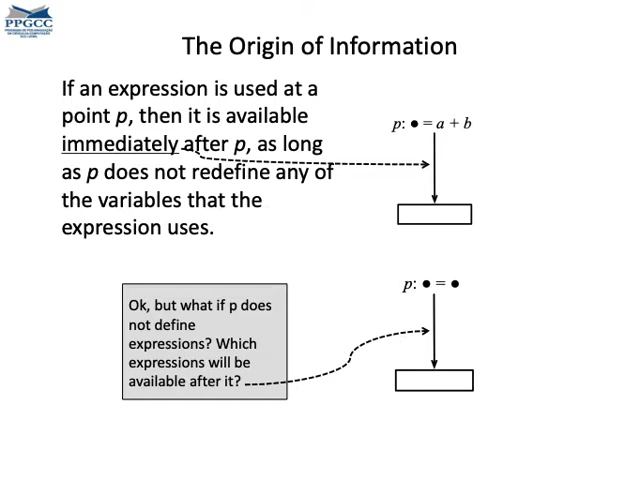 PPGCC
The Origin of Information
If an expression is used at a
point p, then it is available
immediately after p, as long
as p does not redefine any of
the variables that the
expression uses.
p: ● = a + b
p: ● = ●
Ok, but what if p does
not define
expressions? Which
expressions will be
available after it?